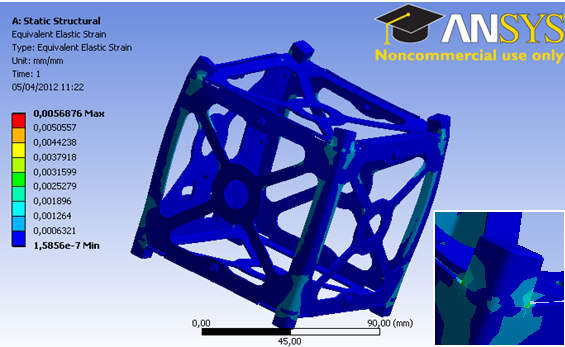 A: Static Structural
Equivalent Elastic Strain
Type: Equivalent Elastic Strain
Unit: mm/mm
Time: 1
05/04/2012 11:22
0,0056876 Max
0,0050557
0,0044238
0,0037918
0,0031599
0,0025279
0,001896
0,001264
0,0006321
1,5856e-7 Min
ANSYS
Noncommercial use only
0,00
90,00 (mm)
45,00